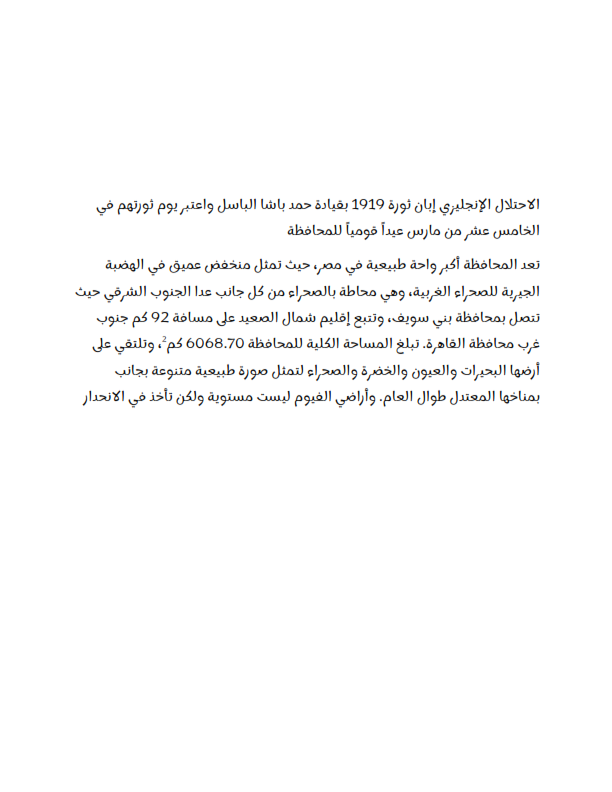 الاحتلال الإنجليزي إبان ثورة 1919 بقيادة حمد باشا الباسل واعتبر يوم ثورتهم في
الخامس عشر من مارس عيداً قومياً للمحافظة
تعد المحافظة أكبر واحة طبيعية في مصر، حيث تمثل منخفض عميق في الهضبة
الجيرية للصحراء الغربية، وهي محاطة بالصحراء من كل جانب عدا الجنوب الشرقي حيث
تتصل بمحافظة بني سويف، وتتبع إقليم شمال الصعيد على مسافة 92 كم جنوب
غرب محافظة القاهرة. تبلغ المساحة الكلية للمحافظة 6068.70 كم²، وتلتقي على
أرضها البحيرات والعيون والخضرة والصحراء لتمثل صورة طبيعية متنوعة بجانب
بمناخها المعتدل طوال العام. وأراضي الفيوم ليست مستوية ولكن تأخذ في الانحدار